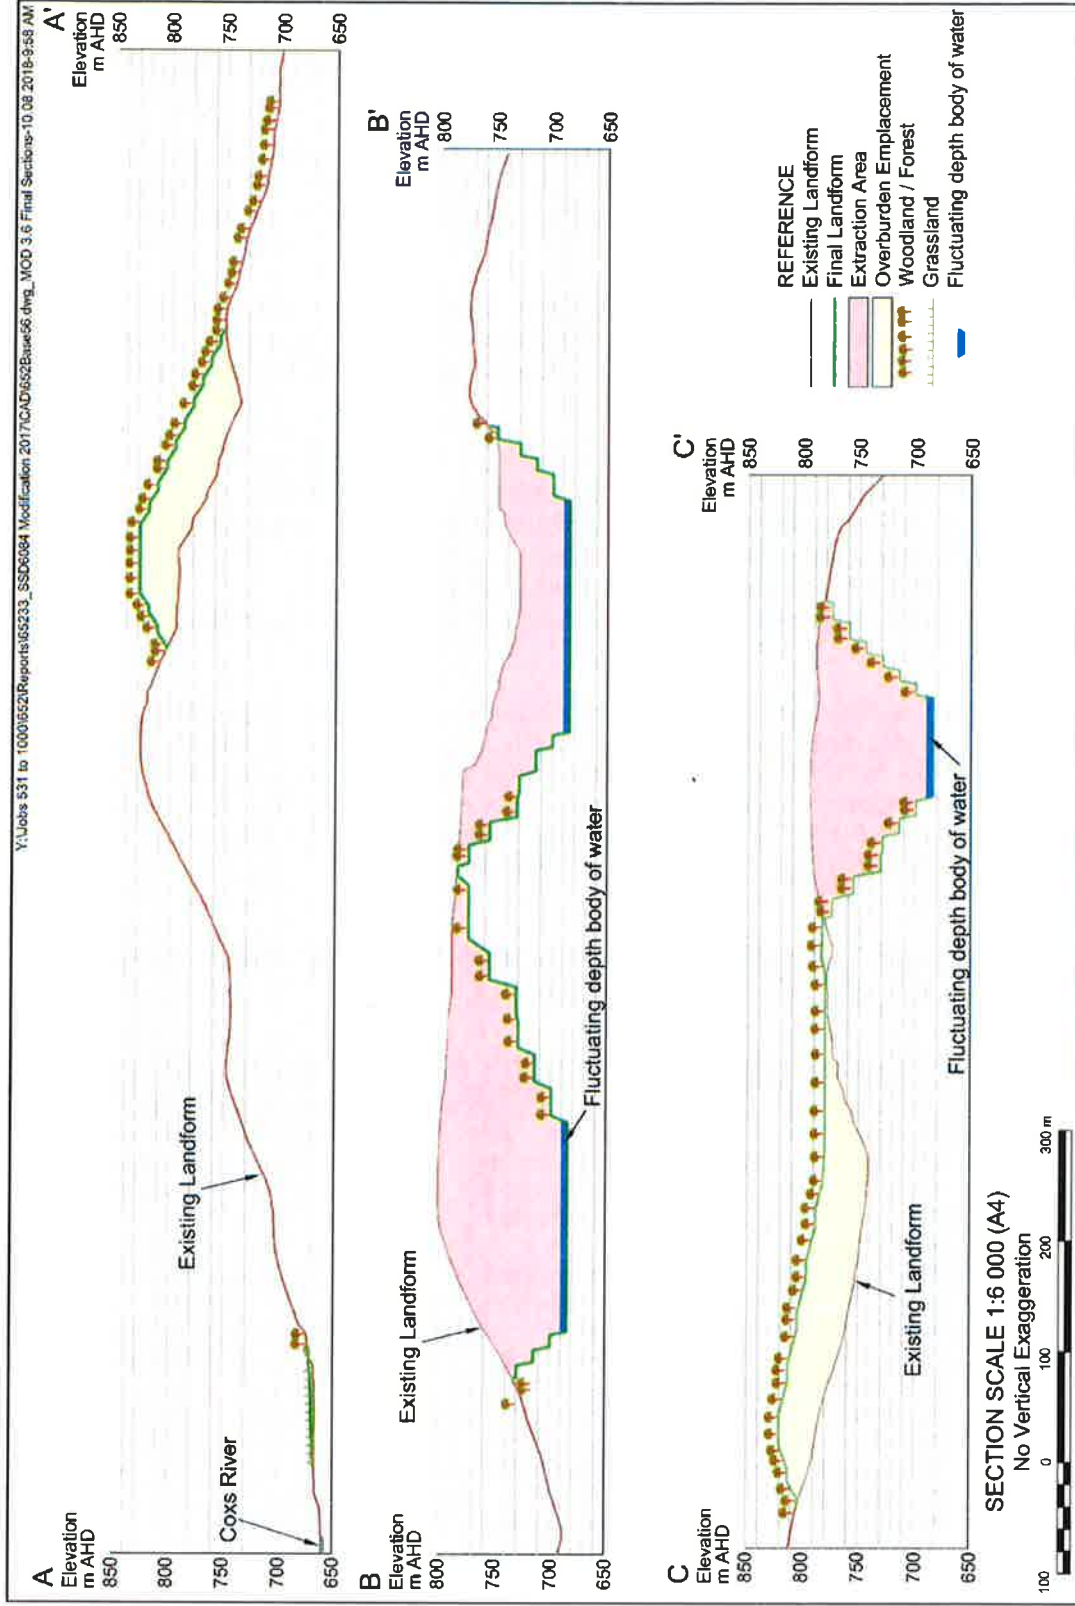 Y:\Jobs 531 to 1000\652\Reports\65233_SSD6084 Modification 2017\CAD\652Base56.dwg_MOD 3.6 Final Sections-10.08.2018-9:58 AM
A
Elevation
m AHD
850
800
750
700
650
Coxs River
Existing Landform
A'
Elevation
m AHD
850
800
750
700
650
B
Elevation
m AHD
800
750
700
650
Existing Landform
Fluctuating depth body of water
B'
Elevation
m AHD
800
750
700
650
C
Elevation
m AHD
850
800
750
700
650
Existing Landform
Fluctuating depth body of water
C'
Elevation
m AHD
850
800
750
700
650
REFERENCE
Existing Landform
Final Landform
Extraction Area
Overburden Emplacement
Woodland / Forest
Grassland
Fluctuating depth body of water
SECTION SCALE 1:6 000 (A4)
No Vertical Exaggeration
100 0 100 200 300 m